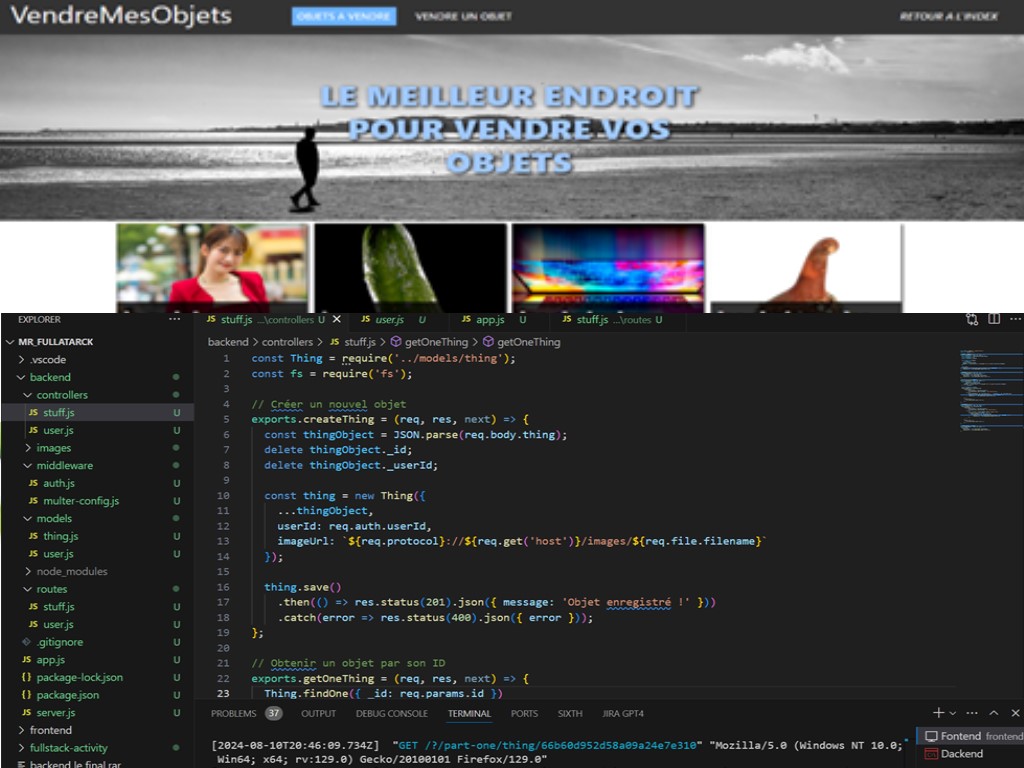 VendreMesObjets
OBJETS A VENDRE
VENDRE UN OBJET
RETOUR A L'INDEX
LE MEILLEUR ENDROIT
POUR VENDRE VOS
OBJETS
EXPLORER
MR_FULLATARCK
.vscode
backend
controllers
JS stuff.js U
JS user.js U
images
middleware
JS auth.js U
JS multer-config.js U
models
JS thing.js U
JS user.js U
node_modules
routes
JS stuff.js U
JS user.js U
.gitignore U
JS app.js U
{} package-lock.json U
{} package.json U
JS server.js U
frontend
fullstack-activity
backend le final.rar
JS stuff.js ...\controllers U
JS user.js U
JS app.js U
JS stuff.js ...\routes U
backend > controllers > JS stuff.js > getOneThing > getOneThing
1 const Thing = require('../models/thing');
2 const fs = require('fs');
3
4 // Créer un nouvel objet
5 exports.createThing = (req, res, next) => {
6 const thingObject = JSON.parse(req.body.thing);
7 delete thingObject._id;
8 delete thingObject._userId;
9
10 const thing = new Thing({
11 ...thingObject,
12 userId: req.auth.userId,
13 imageUrl: `${req.protocol}://${req.get('host')}/images/${req.file.filename}`
14 });
15
16 thing.save()
17 .then(() => res.status(201).json({ message: 'Objet enregistré !' }))
18 .catch(error => res.status(400).json({ error }));
19 };
20
21 // Obtenir un objet par son ID
22 exports.getOneThing = (req, res, next) => {
23 Thing.findOne({ _id: req.params.id })
PROBLEMS 37 OUTPUT DEBUG CONSOLE TERMINAL PORTS SIXTH JIRA GPT4
[2024-08-10T20:46:09.734Z] "GET /?/part-one/thing/66b60d952d58a09a24e7e310" "Mozilla/5.0 (Windows NT 10.0;
Win64; x64; rv:129.0) Gecko/20100101 Firefox/129.0"
Fontend frontend
Dackend